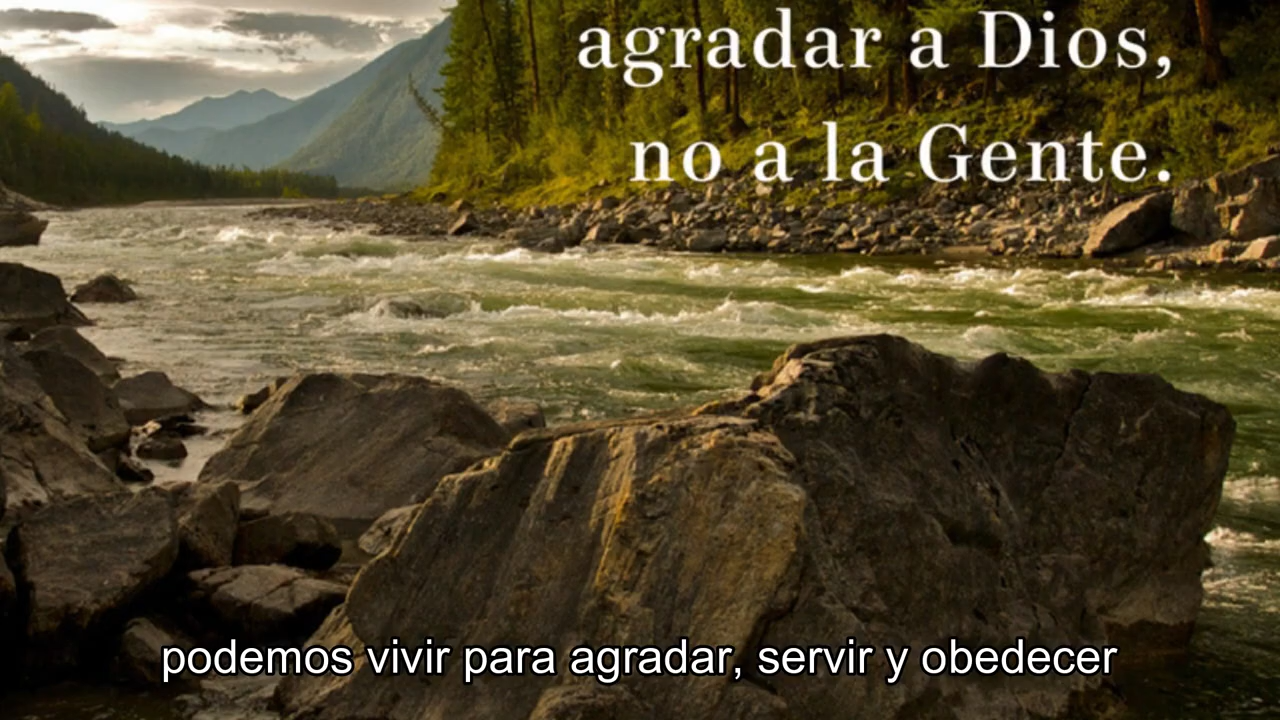 agradar a Dios,
no a la Gente.
podemos vivir para agradar, servir y obedecer